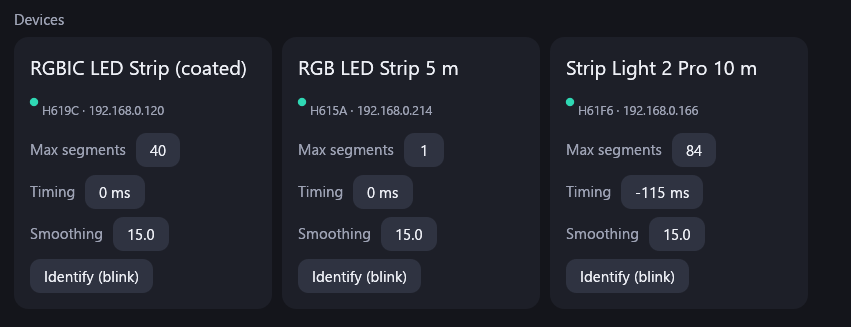 Devices
RGBIC LED Strip (coated)
H619C · 192.168.0.120
Max segments 40
Timing 0 ms
Smoothing 15.0
Identify (blink)
RGB LED Strip 5 m
H615A · 192.168.0.214
Max segments 1
Timing 0 ms
Smoothing 15.0
Identify (blink)
Strip Light 2 Pro 10 m
H61F6 · 192.168.0.166
Max segments 84
Timing -115 ms
Smoothing 15.0
Identify (blink)